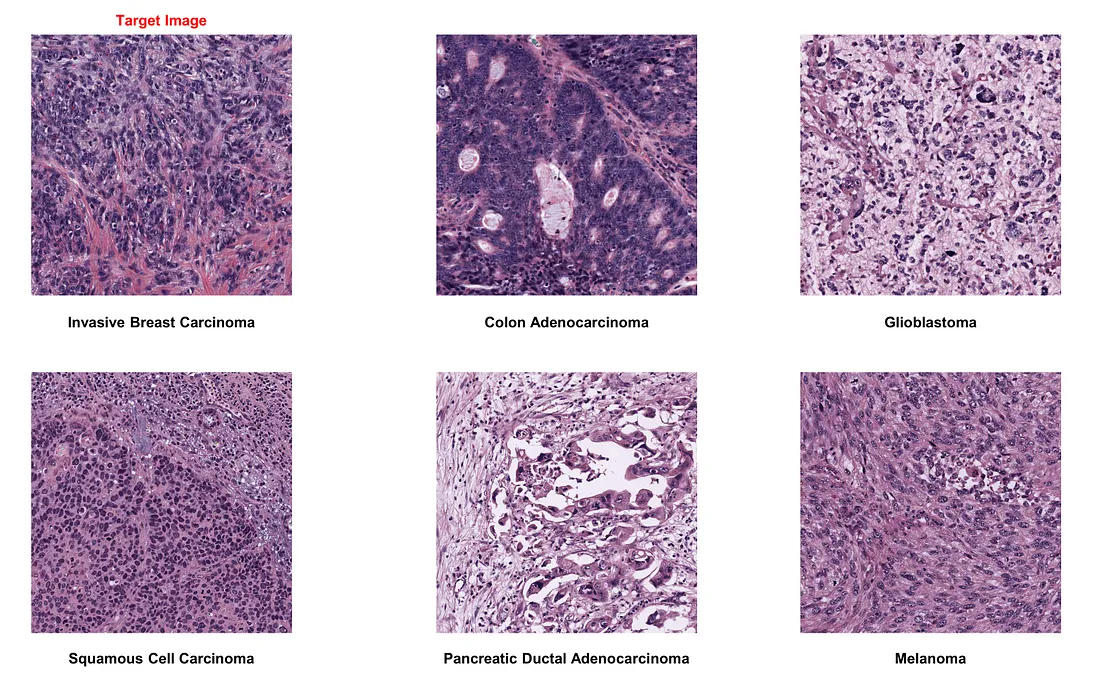 Target Image
Invasive Breast Carcinoma
Colon Adenocarcinoma
Glioblastoma
Squamous Cell Carcinoma
Pancreatic Ductal Adenocarcinoma
Melanoma